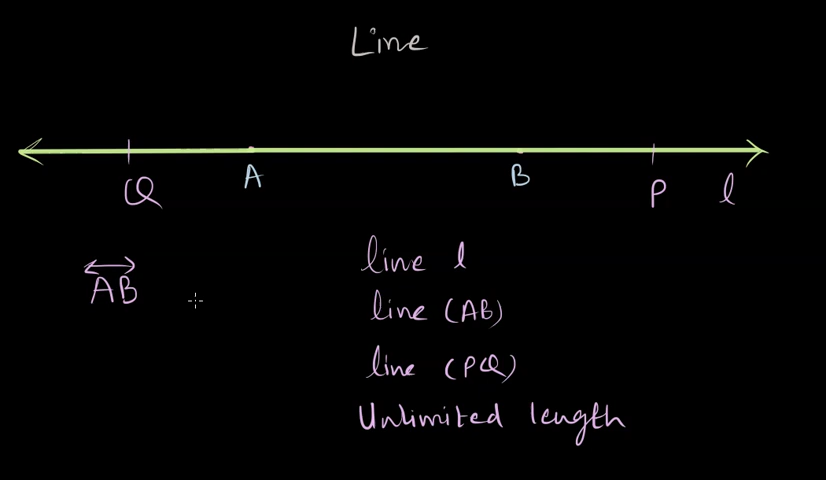 Line
Q A B P l
line l
AB line (AB)
line (PQ)
Unlimited length